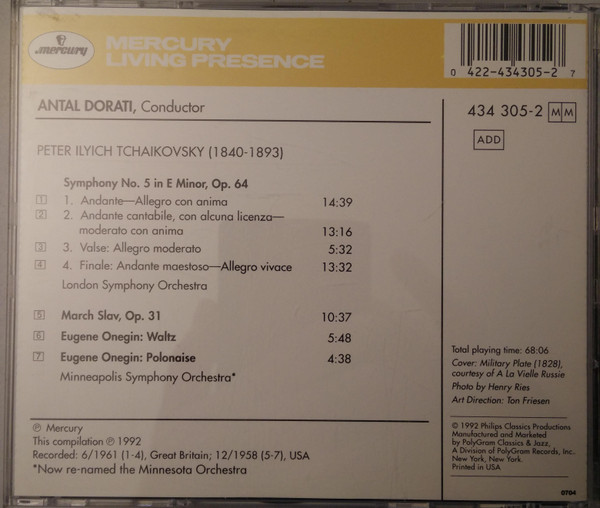 mercury
MERCURY
LIVING PRESENCE
0 422-434305-2 7
ANTAL DORATI, Conductor
434 305-2 MM
ADD
PETER ILYICH TCHAIKOVSKY (1840-1893)
Symphony No. 5 in E Minor, Op. 64
1 1. Andante—Allegro con anima 14:39
2 2. Andante cantabile, con alcuna licenza—
moderato con anima 13:16
3 3. Valse: Allegro moderato 5:32
4 4. Finale: Andante maestoso—Allegro vivace 13:32
London Symphony Orchestra
5 March Slav, Op. 31 10:37
6 Eugene Onegin: Waltz 5:48
7 Eugene Onegin: Polonaise 4:38
Minneapolis Symphony Orchestra*
Total playing time: 68:06
Cover: Military Plate (1828),
courtesy of A La Vielle Russie
Photo by Henry Ries
Art Direction: Ton Friesen
℗ Mercury
This compilation ℗ 1992
Recorded: 6/1961 (1-4), Great Britain; 12/1958 (5-7), USA
*Now re-named the Minnesota Orchestra
© 1992 Philips Classics Productions
Manufactured and Marketed
by PolyGram Classics & Jazz,
A Division of PolyGram Records, Inc.
New York, New York
Printed in USA
0704